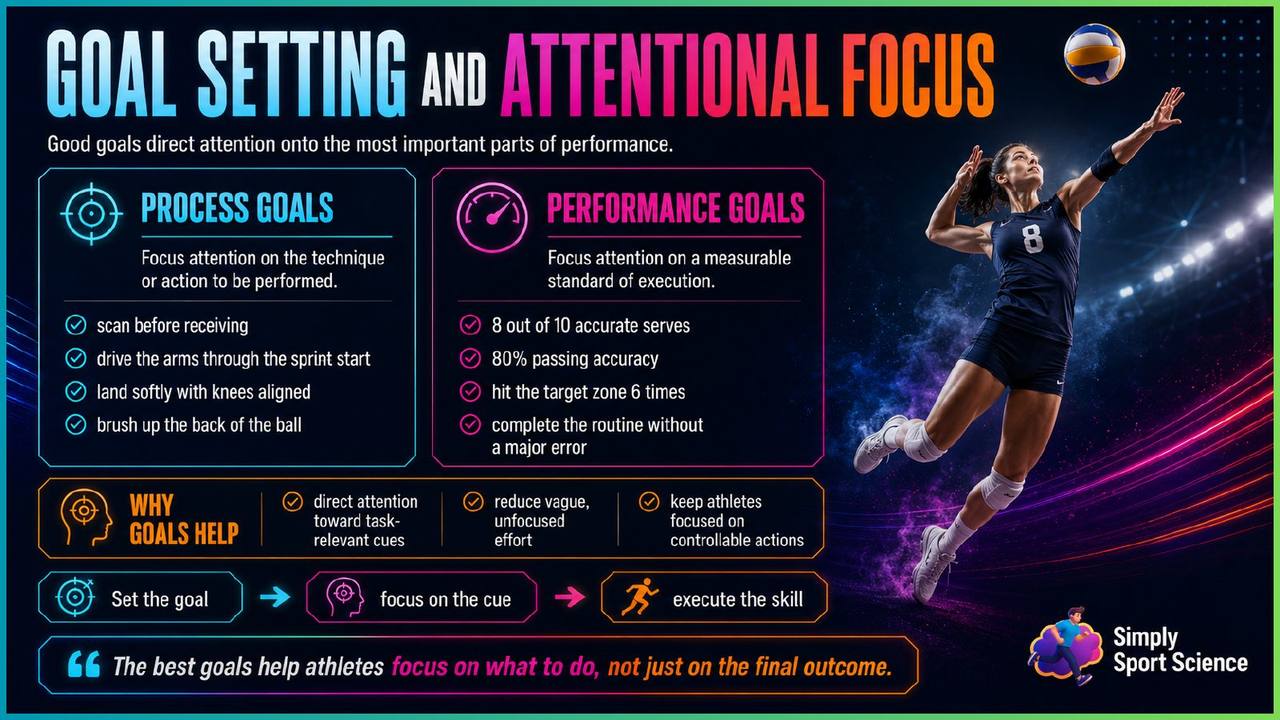 GOAL SETTING AND ATTENTIONAL FOCUS
Good goals direct attention onto the most important parts of performance.
PROCESS GOALS
Focus attention on the technique
or action to be performed.
scan before receiving
drive the arms through the sprint start
land softly with knees aligned
brush up the back of the ball
PERFORMANCE GOALS
Focus attention on a measurable
standard of execution.
8 out of 10 accurate serves
80% passing accuracy
hit the target zone 6 times
complete the routine without
a major error
8
WHY
GOALS HELP
direct attention
toward task-
relevant cues
reduce vague,
unfocused
effort
keep athletes
focused on
controllable actions
Set the goal
focus on the cue
execute the skill
“ The best goals help athletes focus on what to do, not just on the final outcome.
Simply
Sport Science